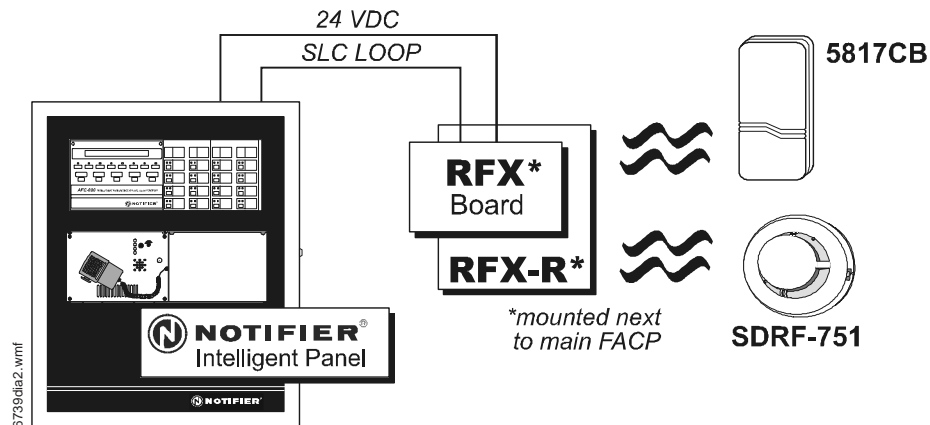 24 VDC
SLC LOOP
5817CB
RFX*
Board
RFX-R*
*mounted next
to main FACP
SDRF-751
NOTIFIER®
Intelligent Panel
NOTIFIER
NOTIFIER
6739dia2.wmf